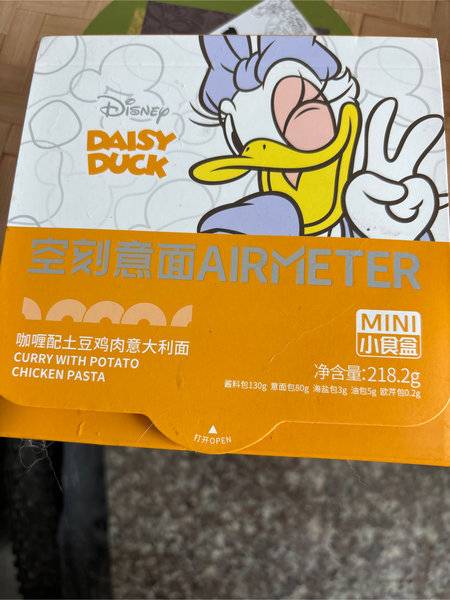 Disney
DAISY
DUCK
空刻意面AIRMETER
MINI
小食盒
咖喱配土豆鸡肉意大利面
CURRY WITH POTATO
CHICKEN PASTA
净含量:218.2g
酱料包130g 意面包80g 海盐包3g 油包5g 欧芹包0.2g
打开OPEN